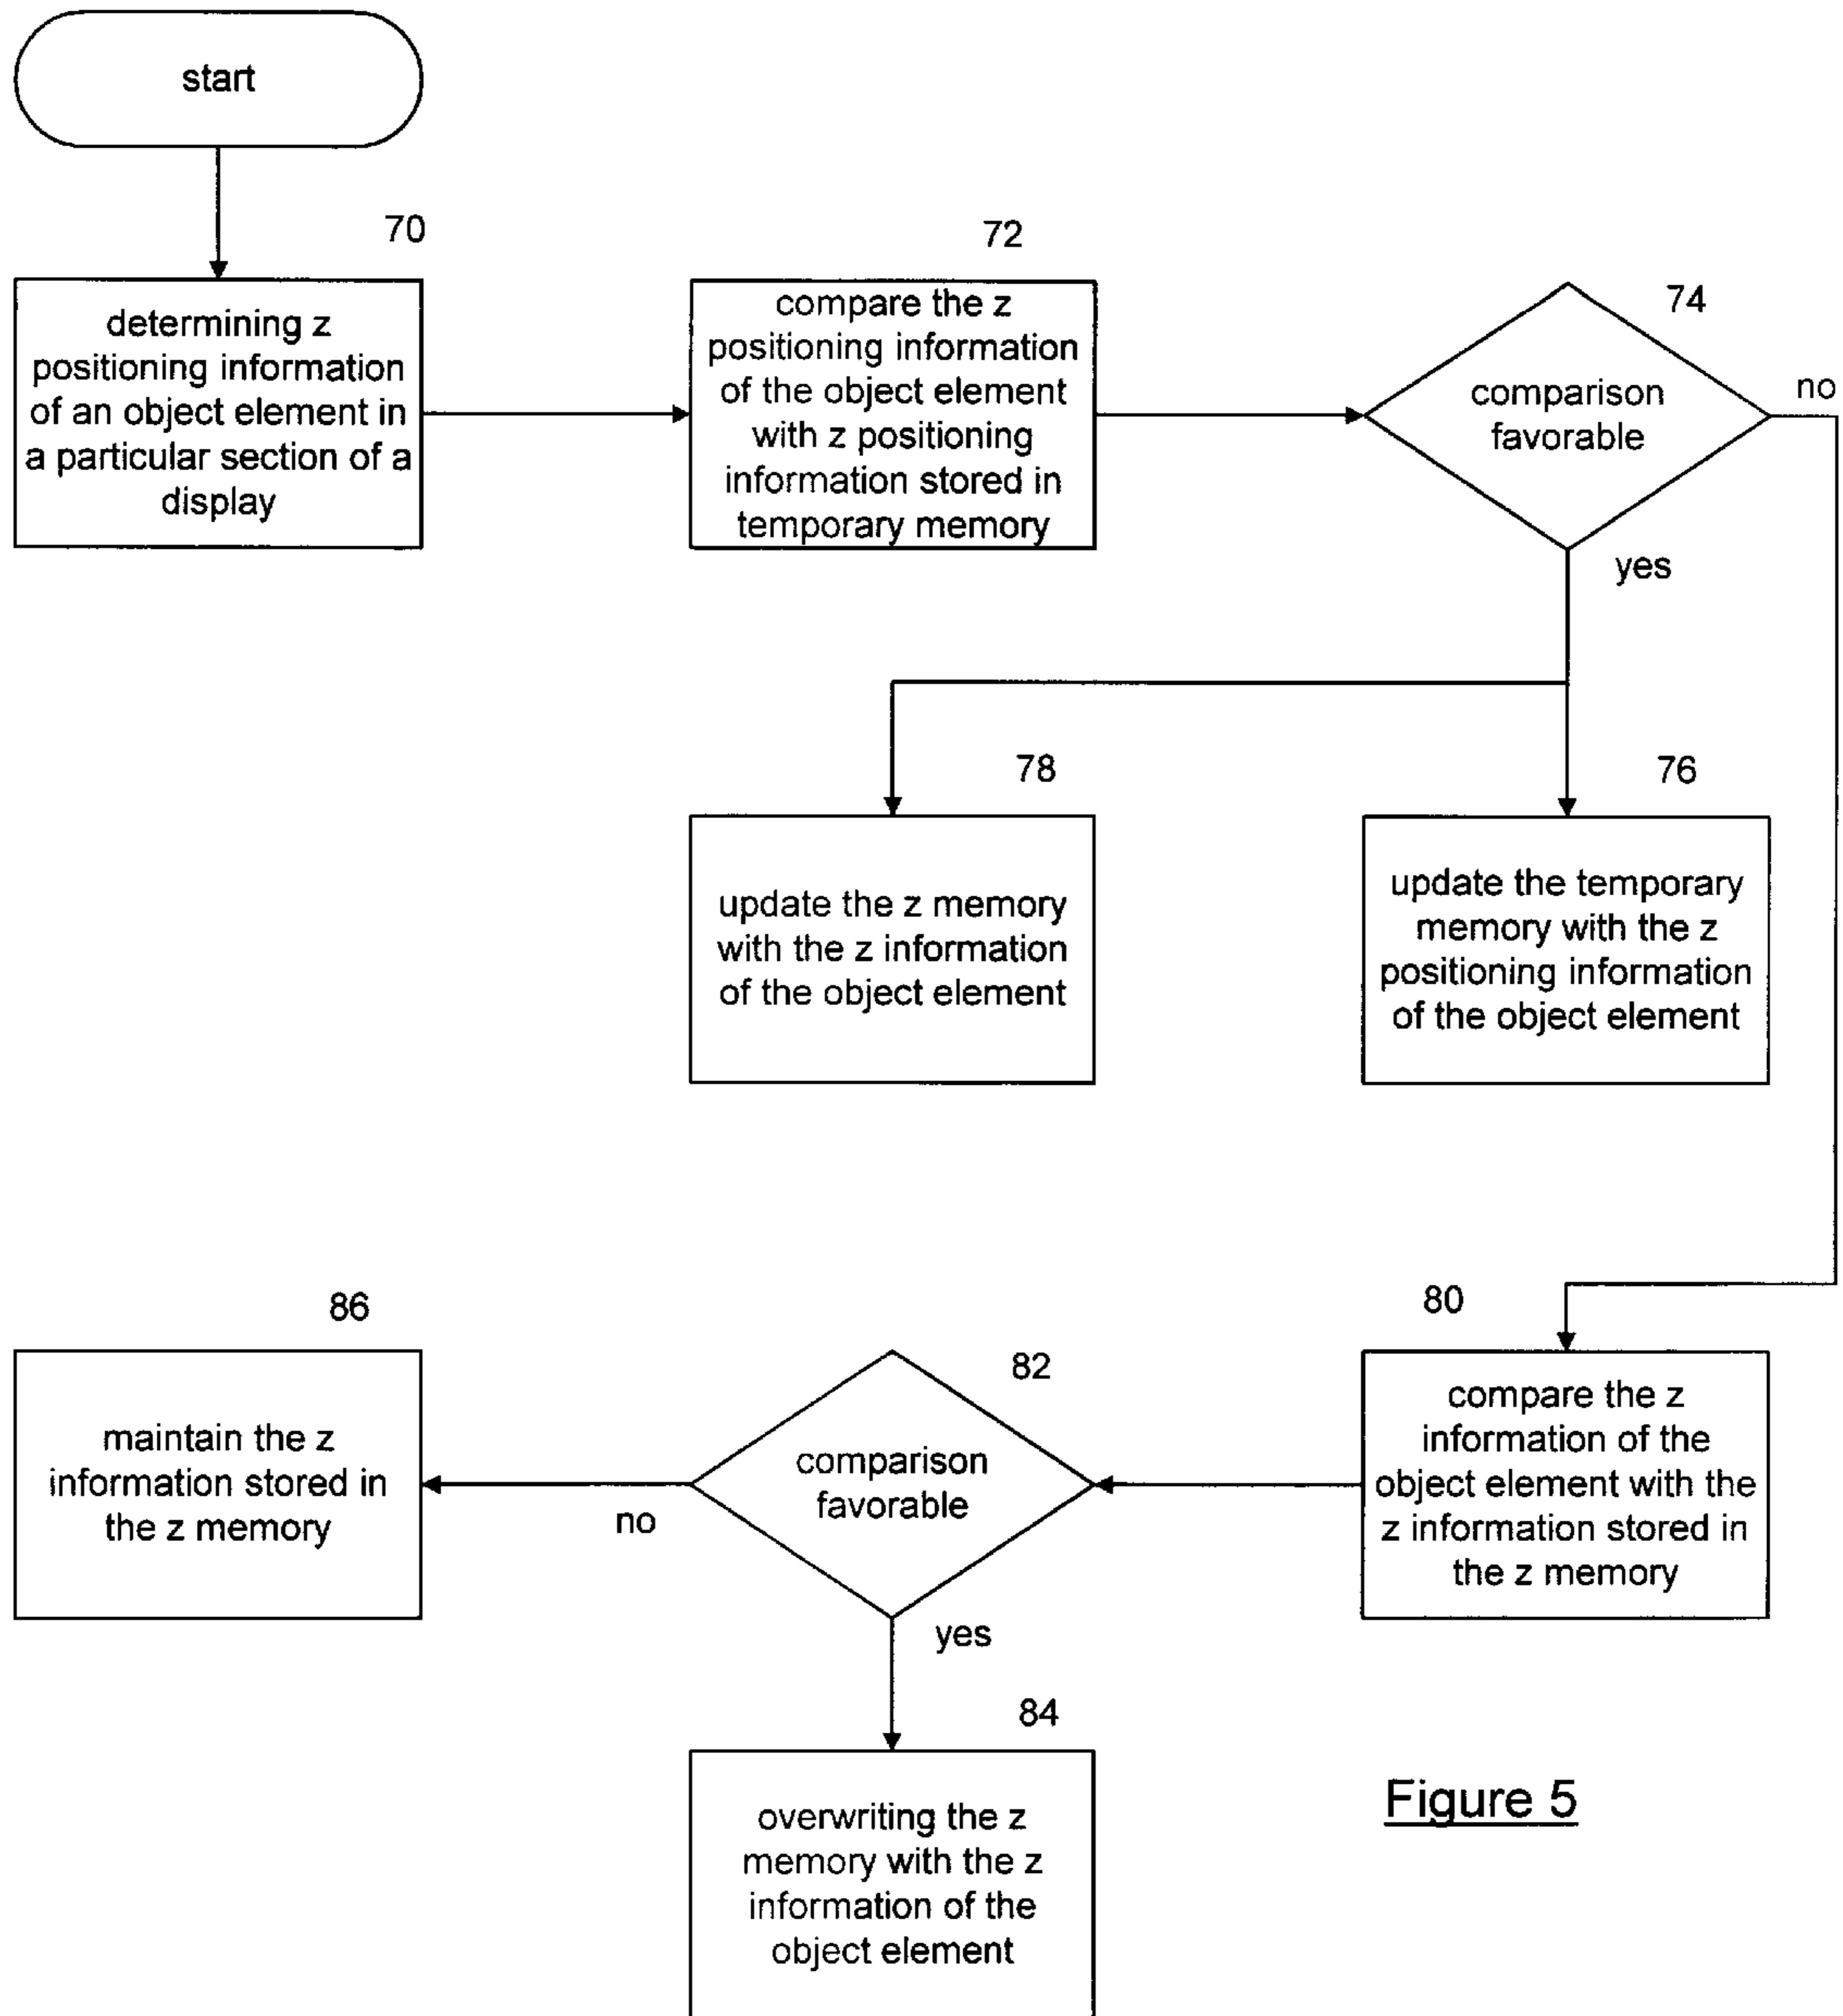 start
70
determining z
positioning information
of an object element in
a particular section of a
display
72
compare the z
positioning information
of the object element
with z positioning
information stored in
temporary memory
74
comparison
favorable
no
yes
78
update the z memory
with the z information
of the object element
76
update the temporary
memory with the z
positioning information
of the object element
80
compare the z
information of the
object element with the
z information stored in
the z memory
82
comparison
favorable
no
yes
86
maintain the z
information stored in
the z memory
84
overwriting the z
memory with the z
information of the
object element
Figure 5